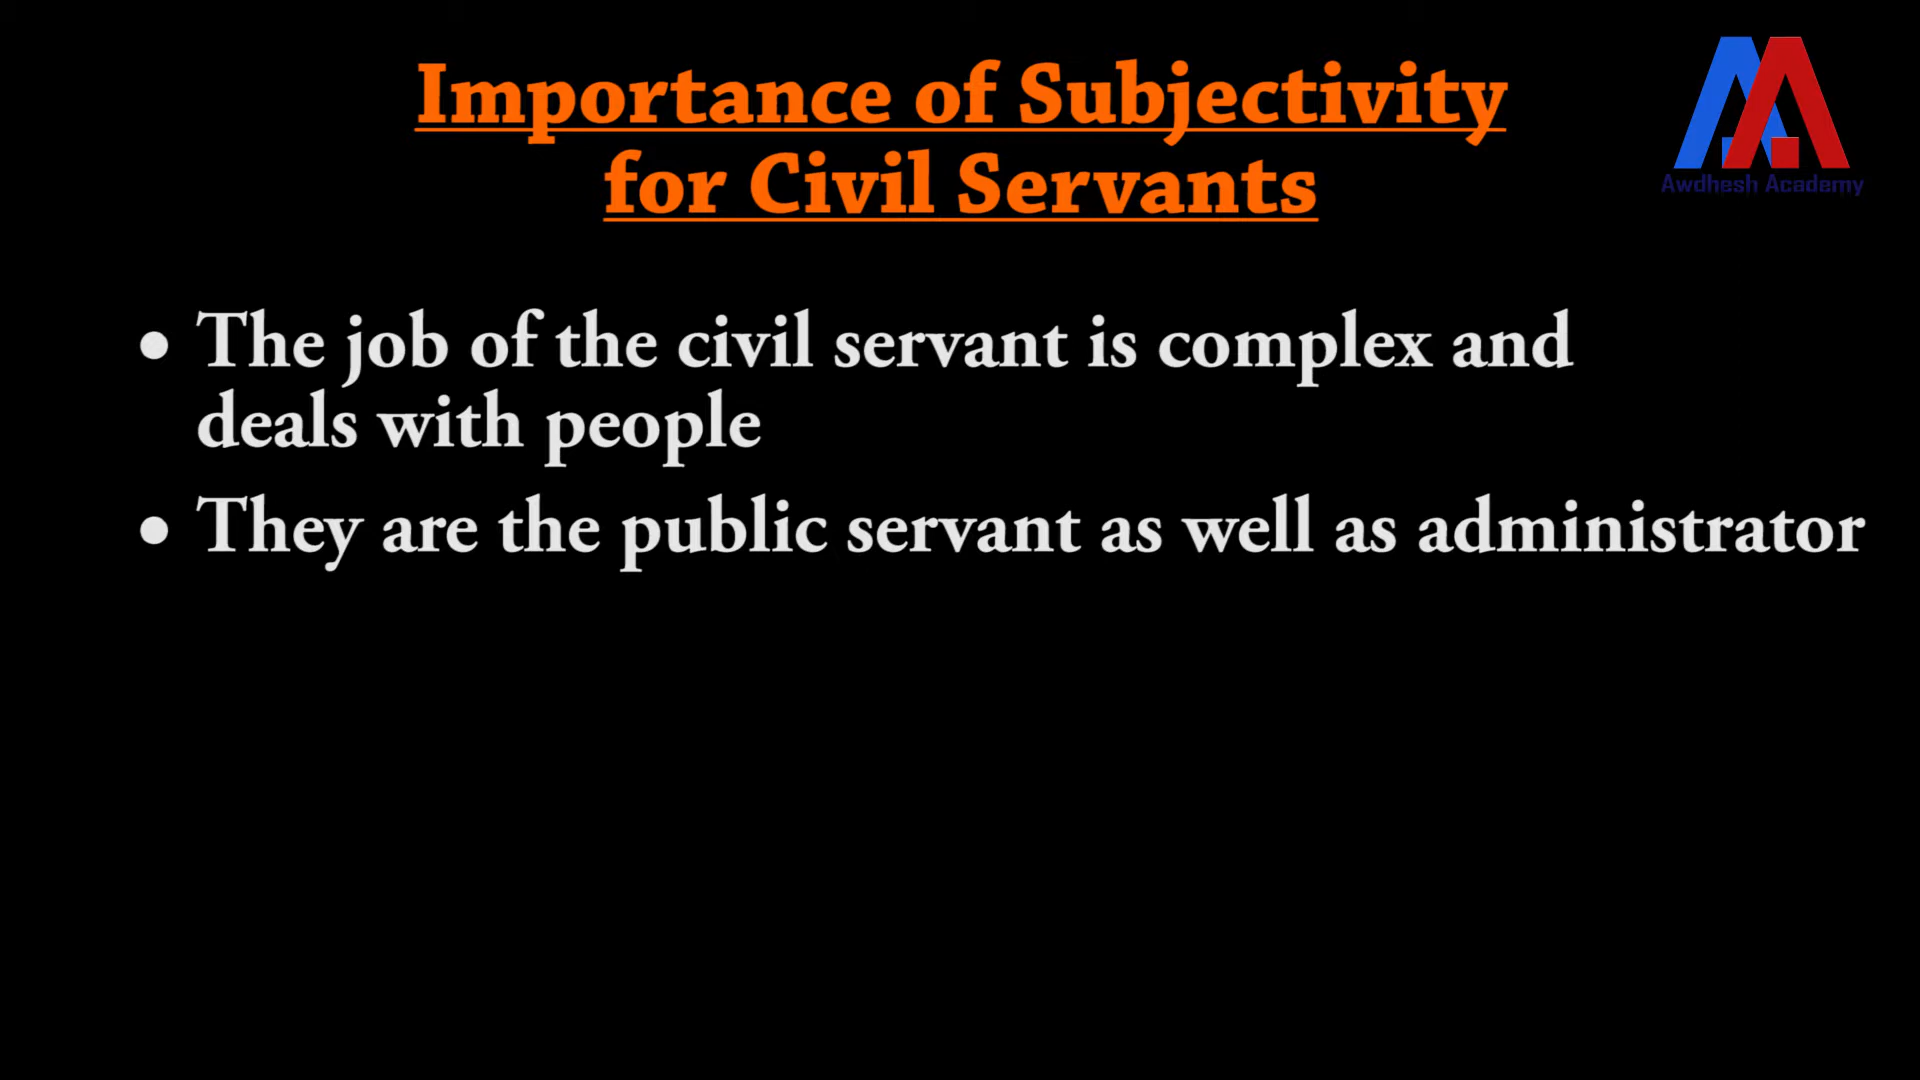 Importance of Subjectivity
for Civil Servants
Awdhesh Academy
• The job of the civil servant is complex and
deals with people
• They are the public servant as well as administrator